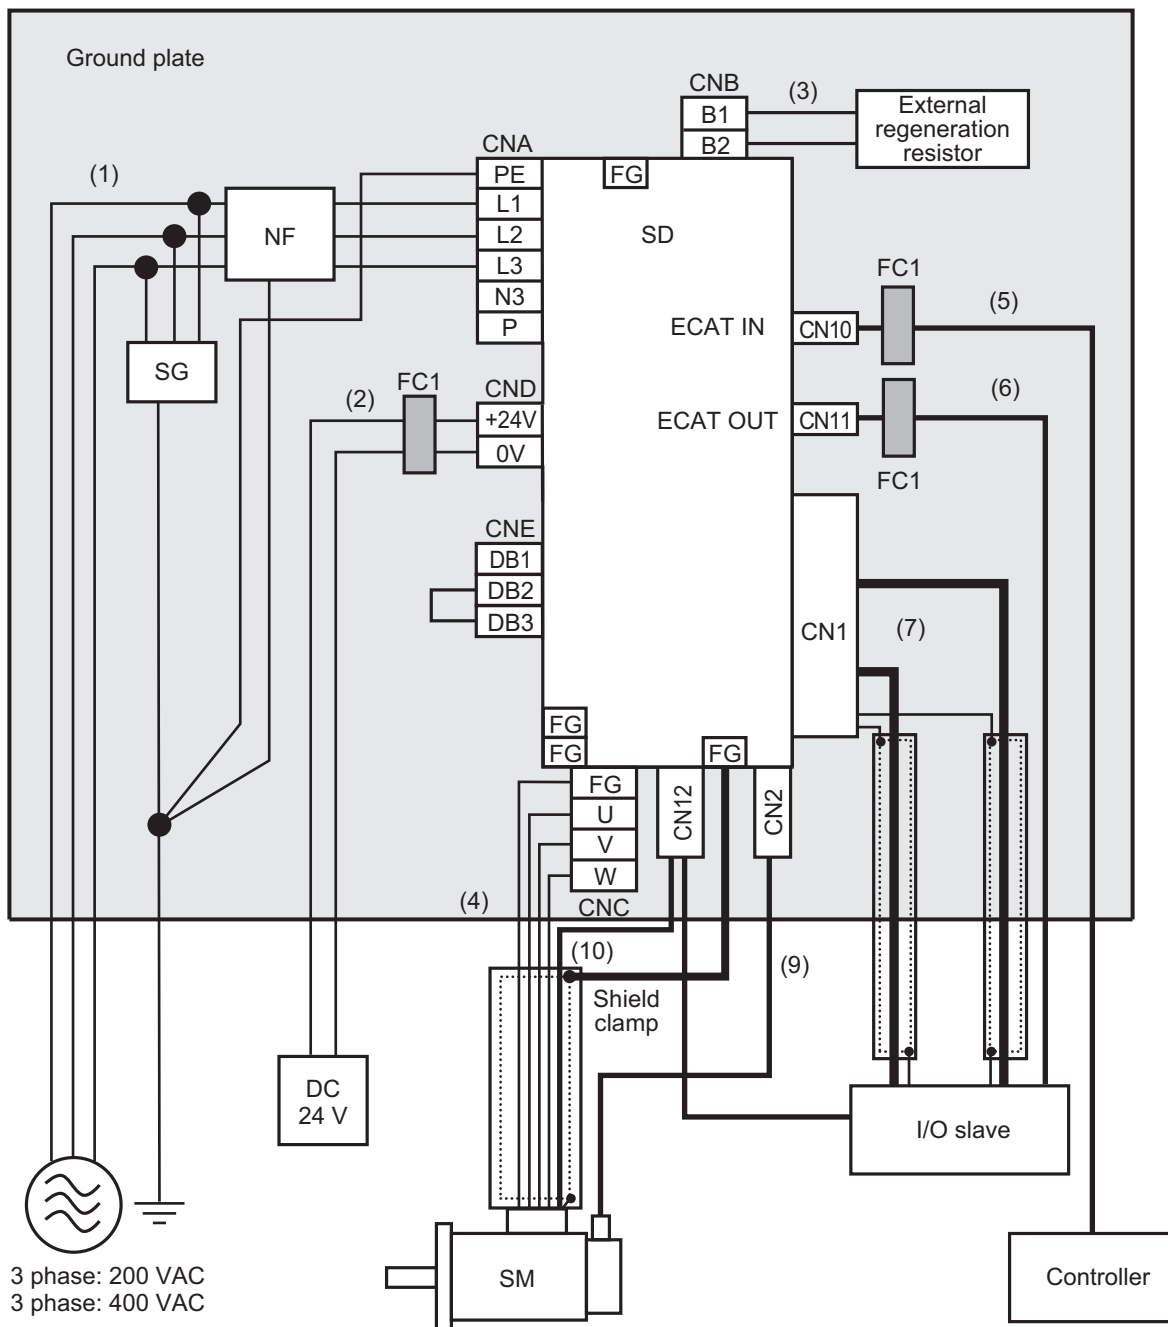 Ground plate
CNB
(3)
B1
B2
External
regeneration
resistor
CNA
(1)
PE
L1
L2
L3
N3
P
FG
NF
SD
SG
FC1
(5)
ECAT IN
CN10
(2)
FC1
CND
+24V
0V
(6)
ECAT OUT
CN11
FC1
CNE
DB1
DB2
DB3
CN1
(7)
FG
FG
FG
FG
U
V
W
CNC
CN12
CN2
(4)
(10)
(9)
Shield
clamp
DC
24 V
I/O slave
SM
Controller
3 phase: 200 VAC
3 phase: 400 VAC